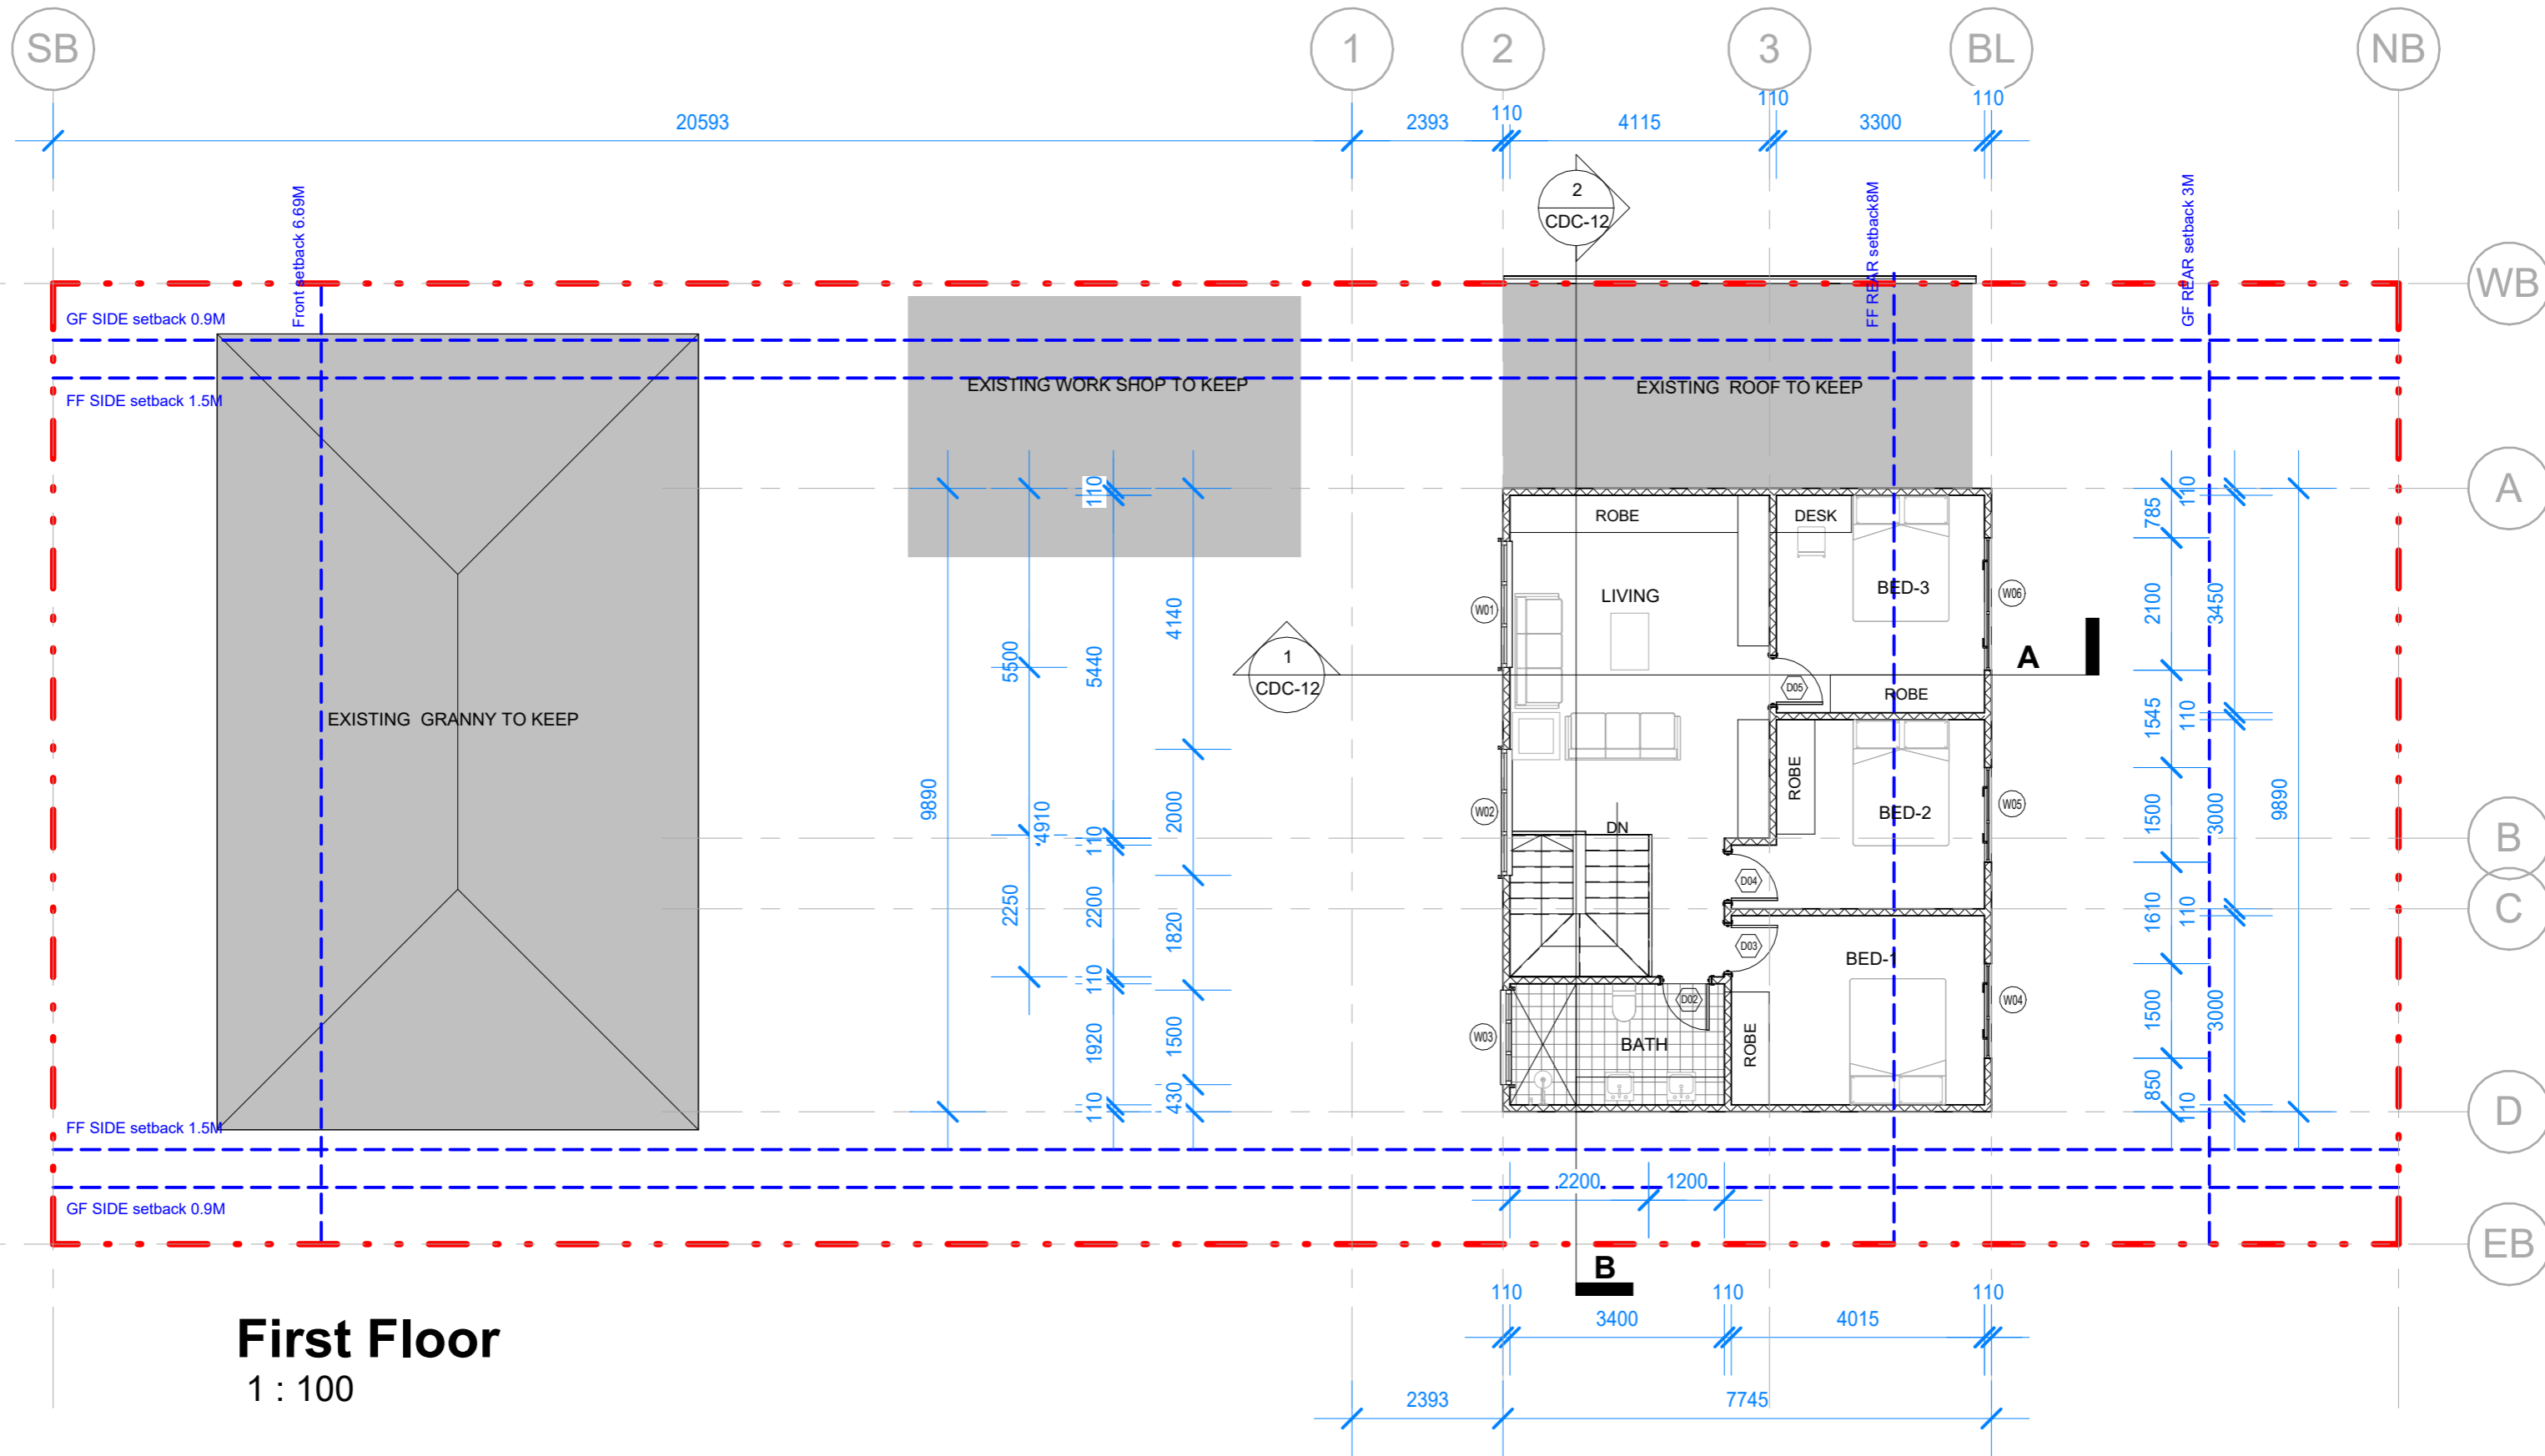 SB
1
2
3
BL
NB
20593
2393
110
4115
110
3300
110
2
CDC-12
Front setback 6.69M
FF REAR setback8M
GF REAR setback 3M
WB
GF SIDE setback 0.9M
FF SIDE setback 1.5M
EXISTING WORK SHOP TO KEEP
EXISTING ROOF TO KEEP
A
110
ROBE
DESK
785
110
LIVING
BED-3
W01
W06
4140
5500
5440
2100
3450
1
CDC-12
A
D05
ROBE
EXISTING GRANNY TO KEEP
1545
110
ROBE
9890
4910
110
2000
W02
DN
BED-2
W05
1500
3000
9890
B
D04
2250
2200
1820
1610
110
C
D03
BED-1
110
D02
W04
W03
BATH
ROBE
1920
1500
1500
3000
110
430
850
110
D
FF SIDE setback 1.5M
GF SIDE setback 0.9M
2200
1200
EB
B
110
110
110
3400
4015
First Floor
1 : 100
2393
7745